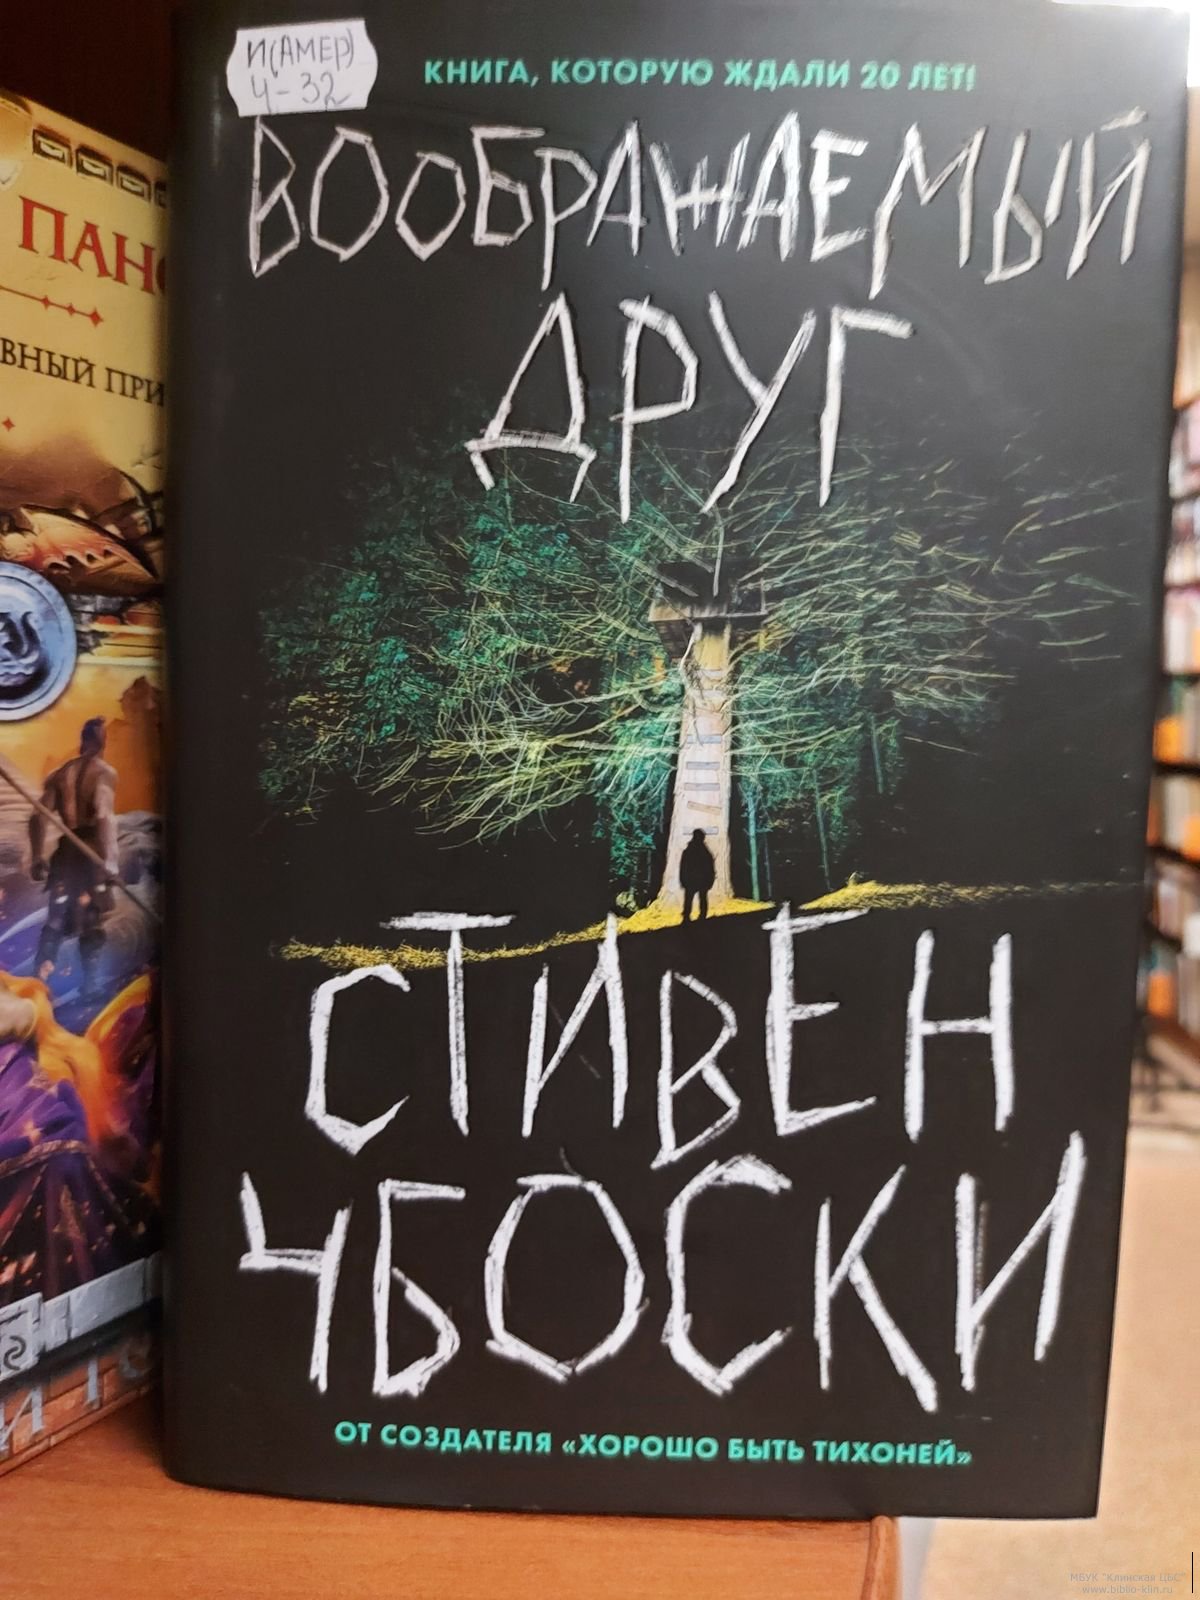 И(АМЕР)
Ч-32
КНИГА, КОТОРУЮ ЖДАЛИ 20 ЛЕТ!
ВООБРАЖАЕМЫЙ
ДРУГ
СТИВЕН
ЧБОСКИ
ОТ СОЗДАТЕЛЯ «ХОРОШО БЫТЬ ТИХОНЕЙ»
ПАНО
ВНЫЙ ПРИ
МБУК "Клинская ЦБС"
www.biblio-klin.ru